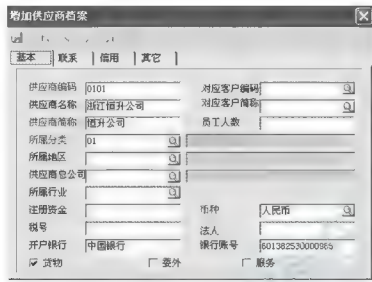 增加供应商档案
基本 联系 信用 其它
供应商编码 0101 对应客户编码
供应商名称 浙江恒升公司 对应客户简称
供应商简称 恒升公司 员工人数
所属分类 01
所属地区
供应商总公司
所属行业
注册资金 币种 人民币
税号 法人
开户银行 中国银行 银行账号 601382530000985
货物 委外 服务